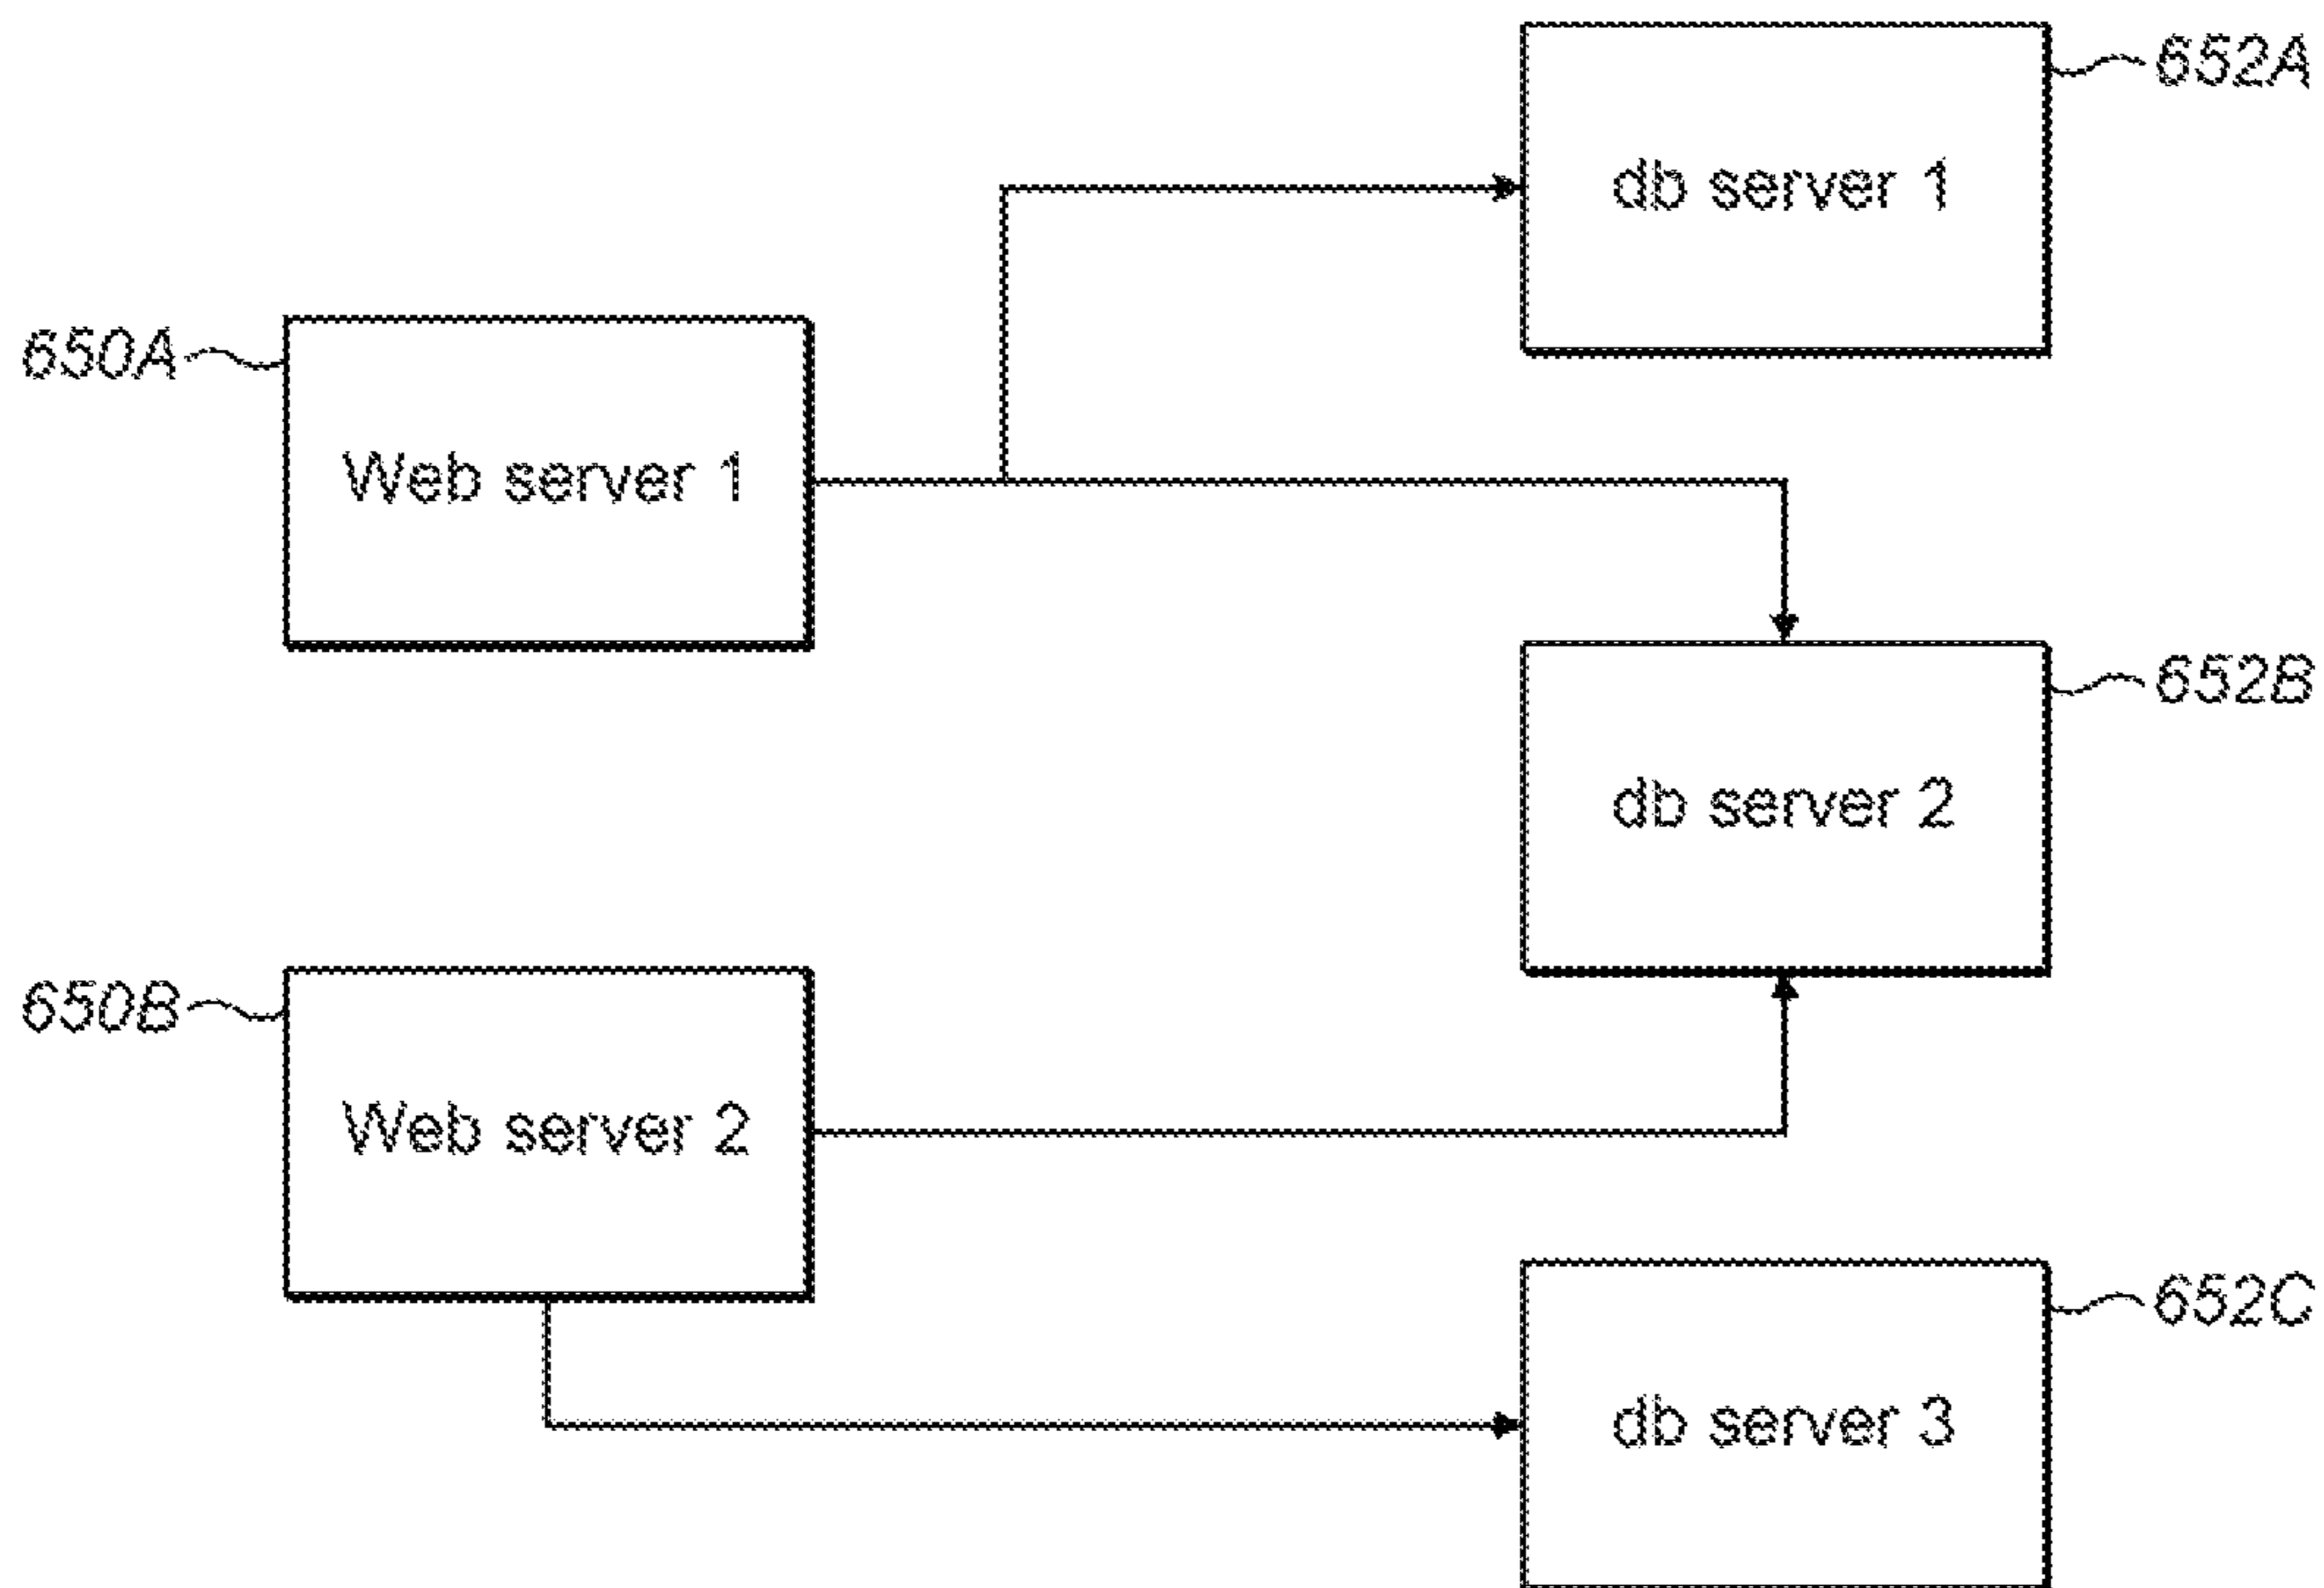 652A
db server 1
650A
Web server 1
652B
db server 2
650B
Web server 2
652C
db server 3